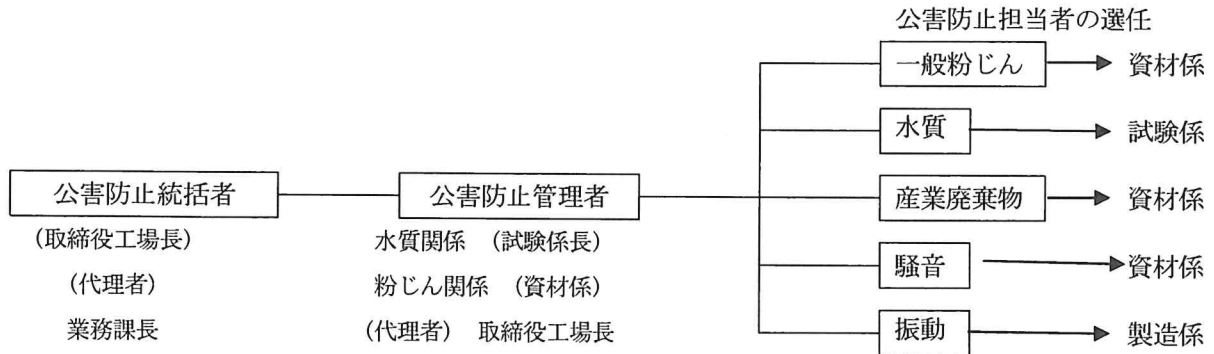 公害防止担当者の選任
一般粉じん 資材係
水質 試験係
公害防止統括者 公害防止管理者 産業廃棄物 資材係
(取締役工場長) 水質関係 (試験係長)
騒音 資材係
(代理者) 粉じん関係 (資材係)
業務課長 (代理者) 取締役工場長 振動 製造係